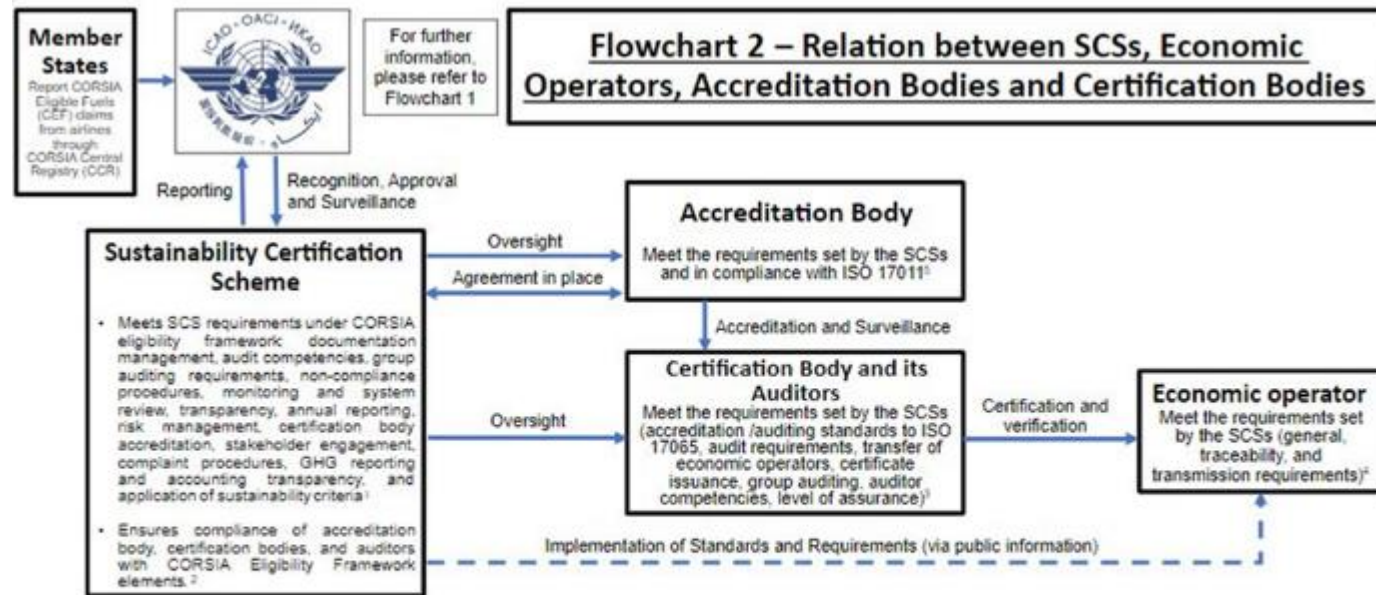 Member
States
Report CORSIA
Eligible Fuels
(CEF) claims
from airlines
through
CORSIA Central
Registry (CCR)
ICAO · OACI · ИКАО
For further
information,
please refer to
Flowchart 1
Flowchart 2 – Relation between SCSs, Economic
Operators, Accreditation Bodies and Certification Bodies
Reporting
Recognition, Approval
and Surveillance
Sustainability Certification
Scheme
• Meets SCS requirements under CORSIA
eligibility framework documentation
management, audit competencies, group
auditing requirements, non-compliance
procedures, monitoring and system
review, transparency, annual reporting,
risk management, certification body
accreditation, stakeholder engagement,
complaint procedures, GHG reporting
and accounting transparency, and
application of sustainability criteria¹
• Ensures compliance of accreditation
body, certification bodies, and auditors
with CORSIA Eligibility Framework
elements. ²
Oversight
Agreement in place
Accreditation Body
Meet the requirements set by the SCSs
and in compliance with ISO 17011⁵
Accreditation and Surveillance
Oversight
Certification Body and its
Auditors
Meet the requirements set by the SCSs
(accreditation /auditing standards to ISO
17065, audit requirements, transfer of
economic operators, certificate
issuance, group auditing, auditor
competencies, level of assurance)³
Certification and
verification
Economic operator
Meet the requirements set
by the SCSs (general,
traceability, and
transmission requirements)⁴
Implementation of Standards and Requirements (via public information)